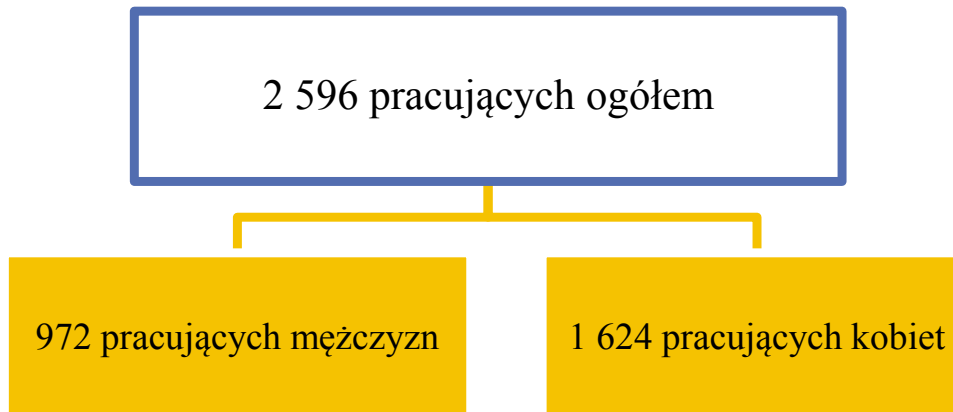 2 596 pracujących ogółem
972 pracujących mężczyzn
1 624 pracujących kobiet